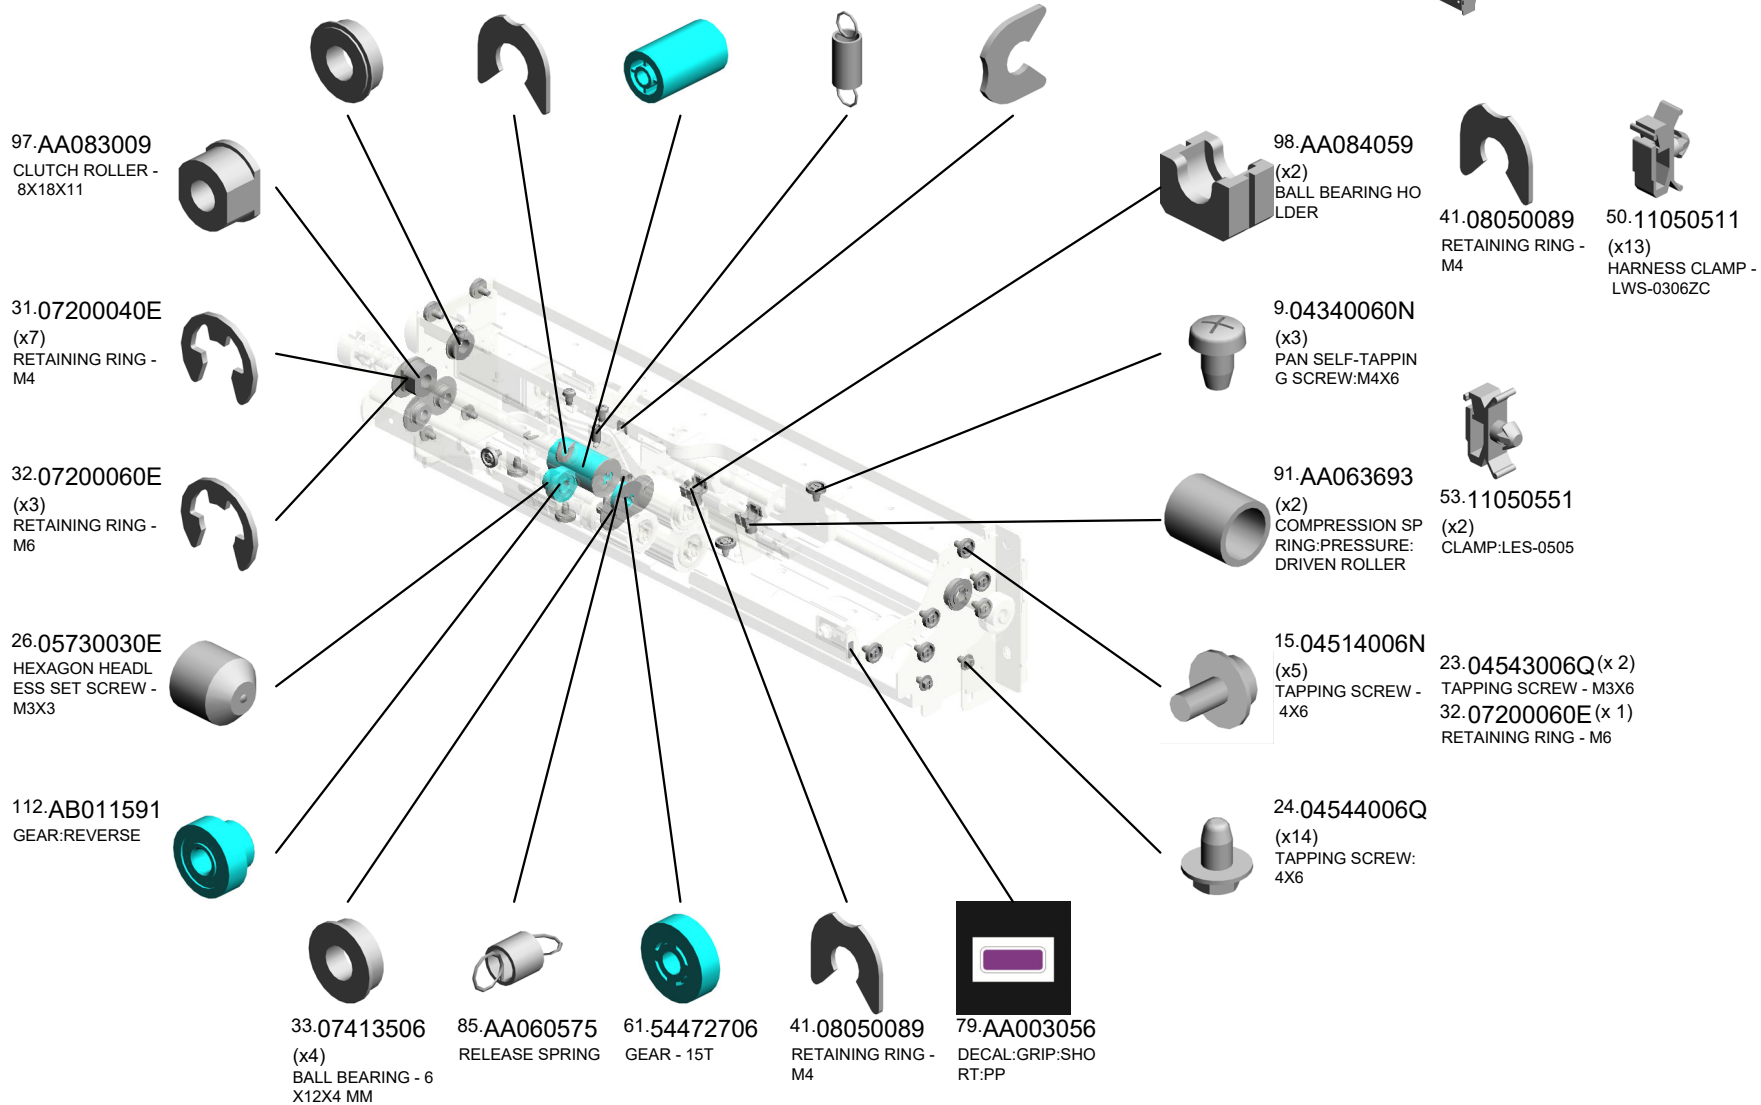 97.AA083009
CLUTCH ROLLER -
8X18X11
31.07200040E
(x7)
RETAINING RING -
M4
32.07200060E
(x3)
RETAINING RING -
M6
26.05730030E
HEXAGON HEADL
ESS SET SCREW -
M3X3
112.AB011591
GEAR:REVERSE
33.07413506
(x4)
BALL BEARING - 6
X12X4 MM
85.AA060575
RELEASE SPRING
61.54472706
GEAR - 15T
41.08050089
RETAINING RING -
M4
79.AA003056
DECAL:GRIP:SHO
RT:PP
98.AA084059
(x2)
BALL BEARING HO
LDER
9.04340060N
(x3)
PAN SELF-TAPPIN
G SCREW:M4X6
91.AA063693
(x2)
COMPRESSION SP
RING:PRESSURE:
DRIVEN ROLLER
15.04514006N
(x5)
TAPPING SCREW -
4X6
24.04544006Q
(x14)
TAPPING SCREW:
4X6
41.08050089
RETAINING RING -
M4
50.11050511
(x13)
HARNESS CLAMP -
LWS-0306ZC
53.11050551
(x2)
CLAMP:LES-0505
23.04543006Q (x 2)
TAPPING SCREW - M3X6
32.07200060E (x 1)
RETAINING RING - M6